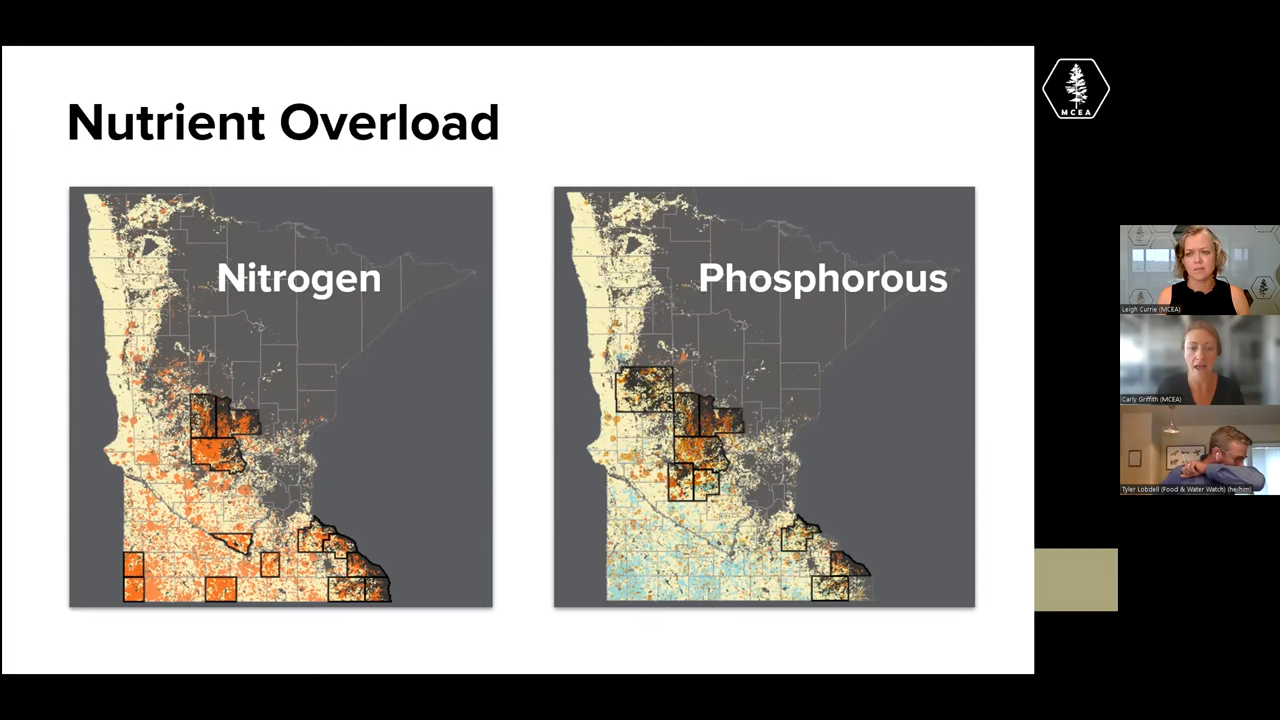 Nutrient Overload
Nitrogen
Phosphorous
MCEA
Leigh Currie (MCEA)
Carly Griffith (MCEA)
Tyler Lobdell (Food & Water Watch) (he/him)